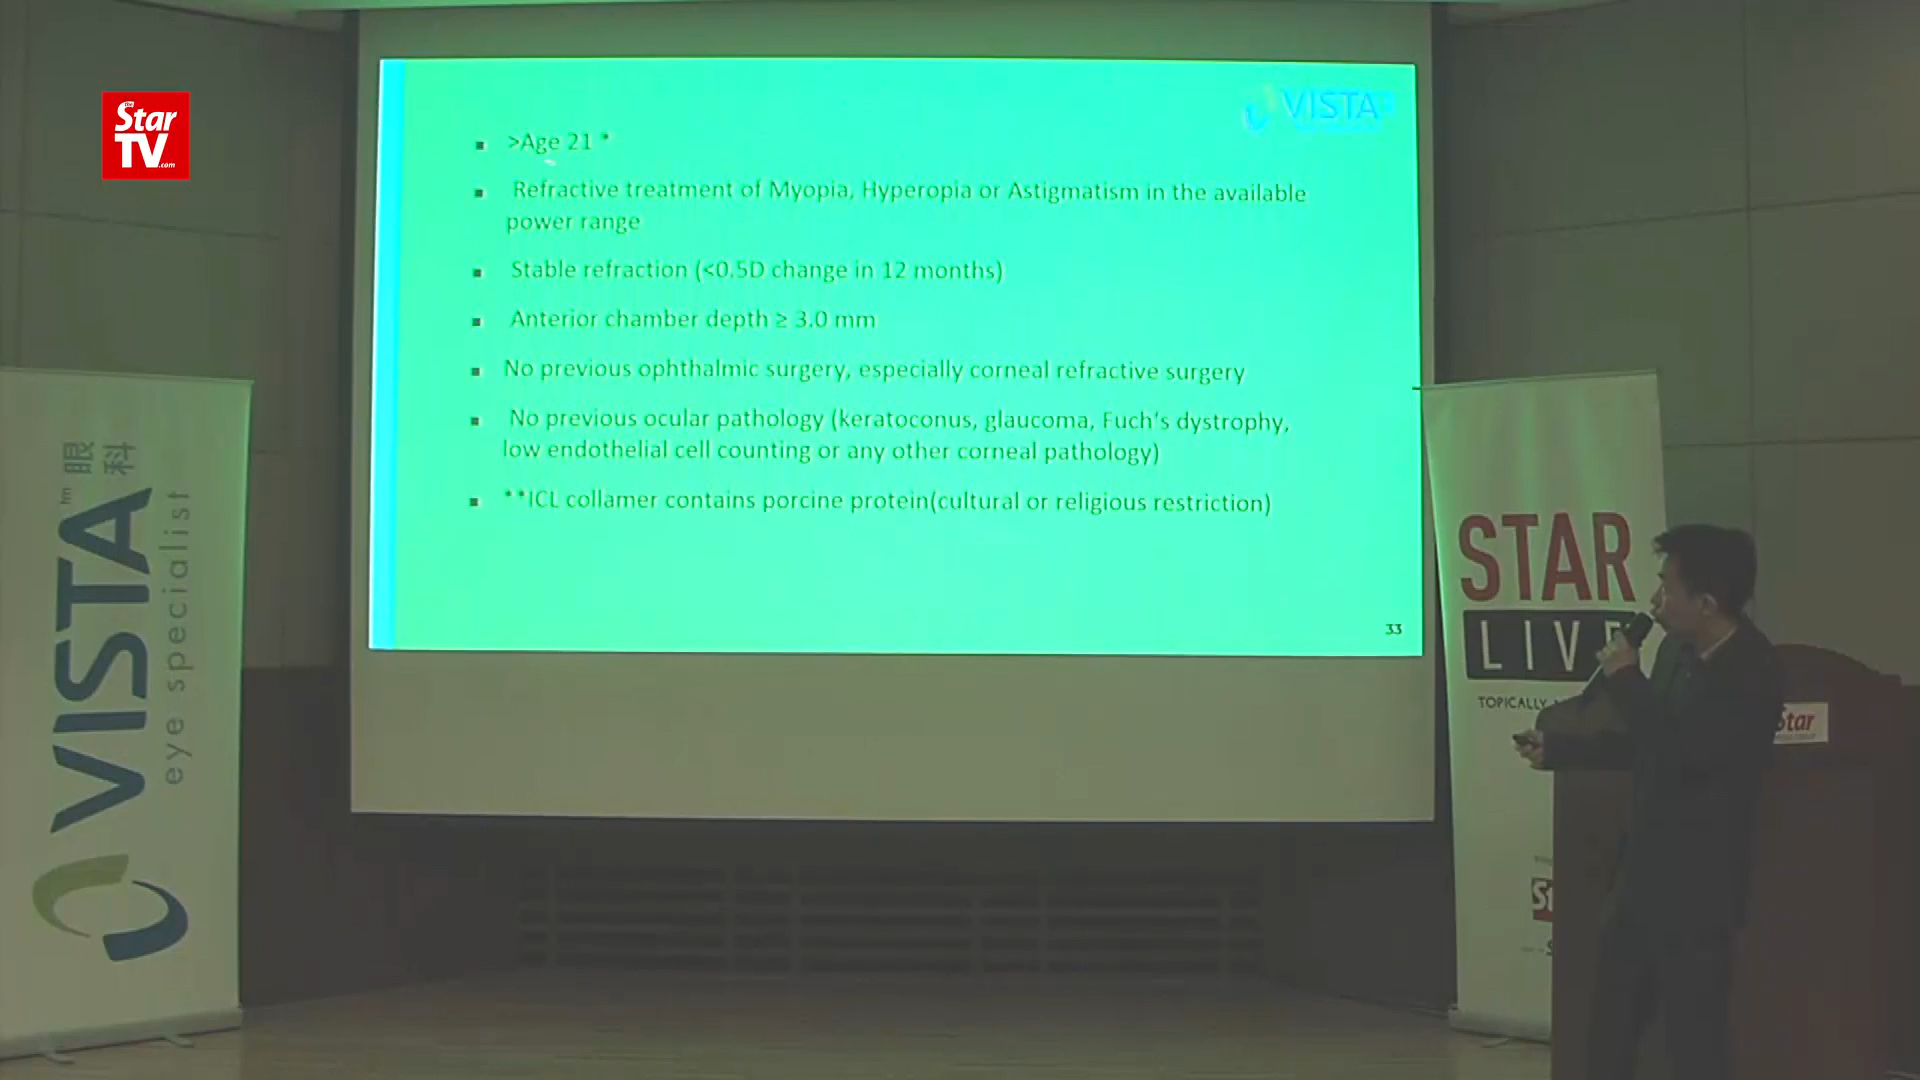 The
Star
TV.com
VISTA
>Age 21 *
Refractive treatment of Myopia, Hyperopia or Astigmatism in the available
power range
Stable refraction (<0.5D change in 12 months)
Anterior chamber depth ≥ 3.0 mm
No previous ophthalmic surgery, especially corneal refractive surgery
No previous ocular pathology (keratoconus, glaucoma, Fuch's dystrophy,
low endothelial cell counting or any other corneal pathology)
**ICL collamer contains porcine protein(cultural or religious restriction)
33
VISTA™ 眼科
eye specialist
STAR
LIVE
TOPICALLY
Star